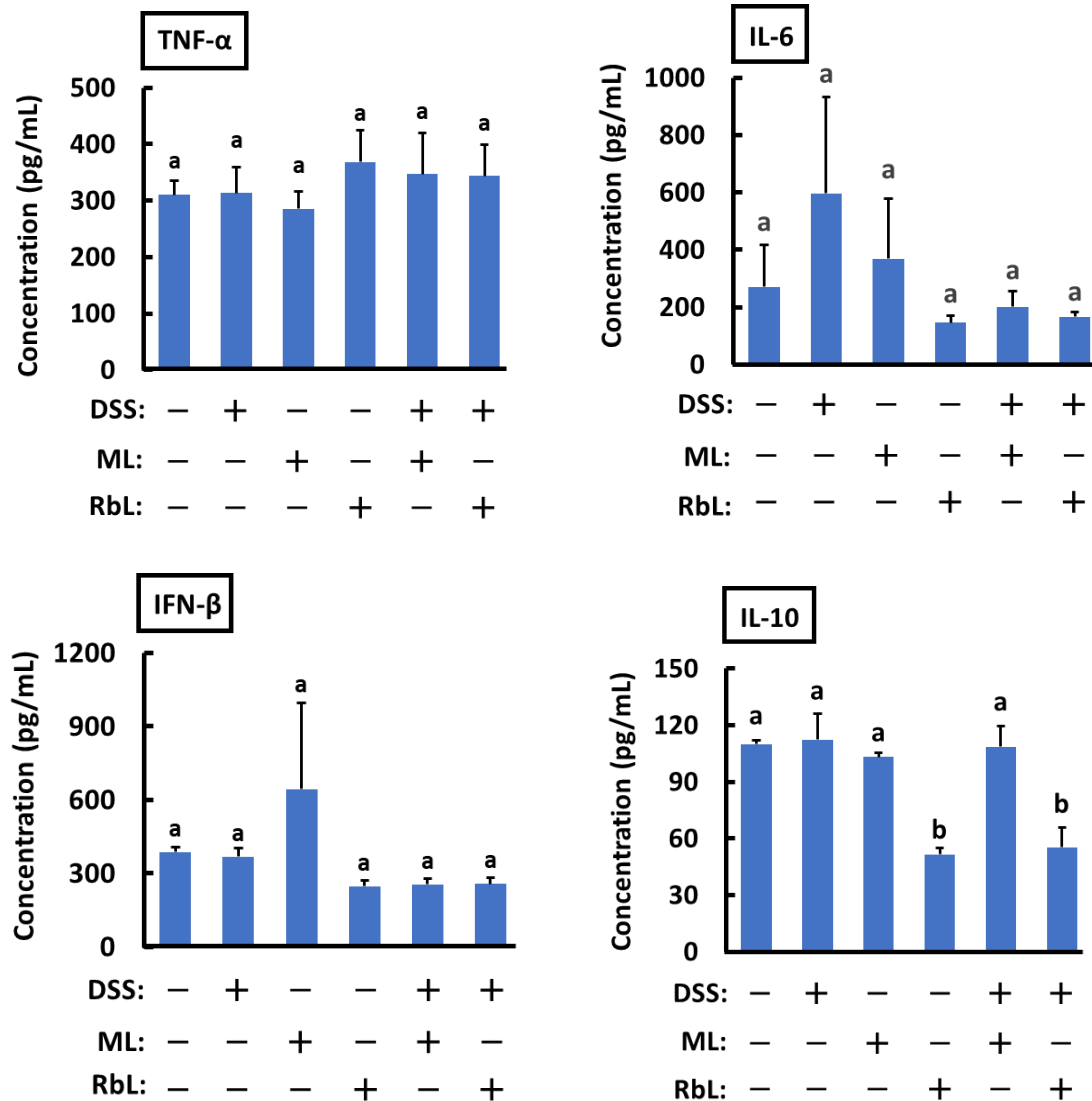 TNF-α
Concentration (pg/mL)
500
400
300
200
100
0
a a a a a a
DSS: – + – – + +
ML: – – + – + –
RbL: – – – + – +
IL-6
Concentration (pg/mL)
1000
800
600
400
200
0
a a a a a a
DSS: – + – – + +
ML: – – + – + –
RbL: – – – + – +
IFN-β
Concentration (pg/mL)
1200
900
600
300
0
a a a a a a
DSS: – + – – + +
ML: – – + – + –
RbL: – – – + – +
IL-10
Concentration (pg/mL)
150
120
90
60
30
0
a a a b a b
DSS: – + – – + +
ML: – – + – + –
RbL: – – – + – +